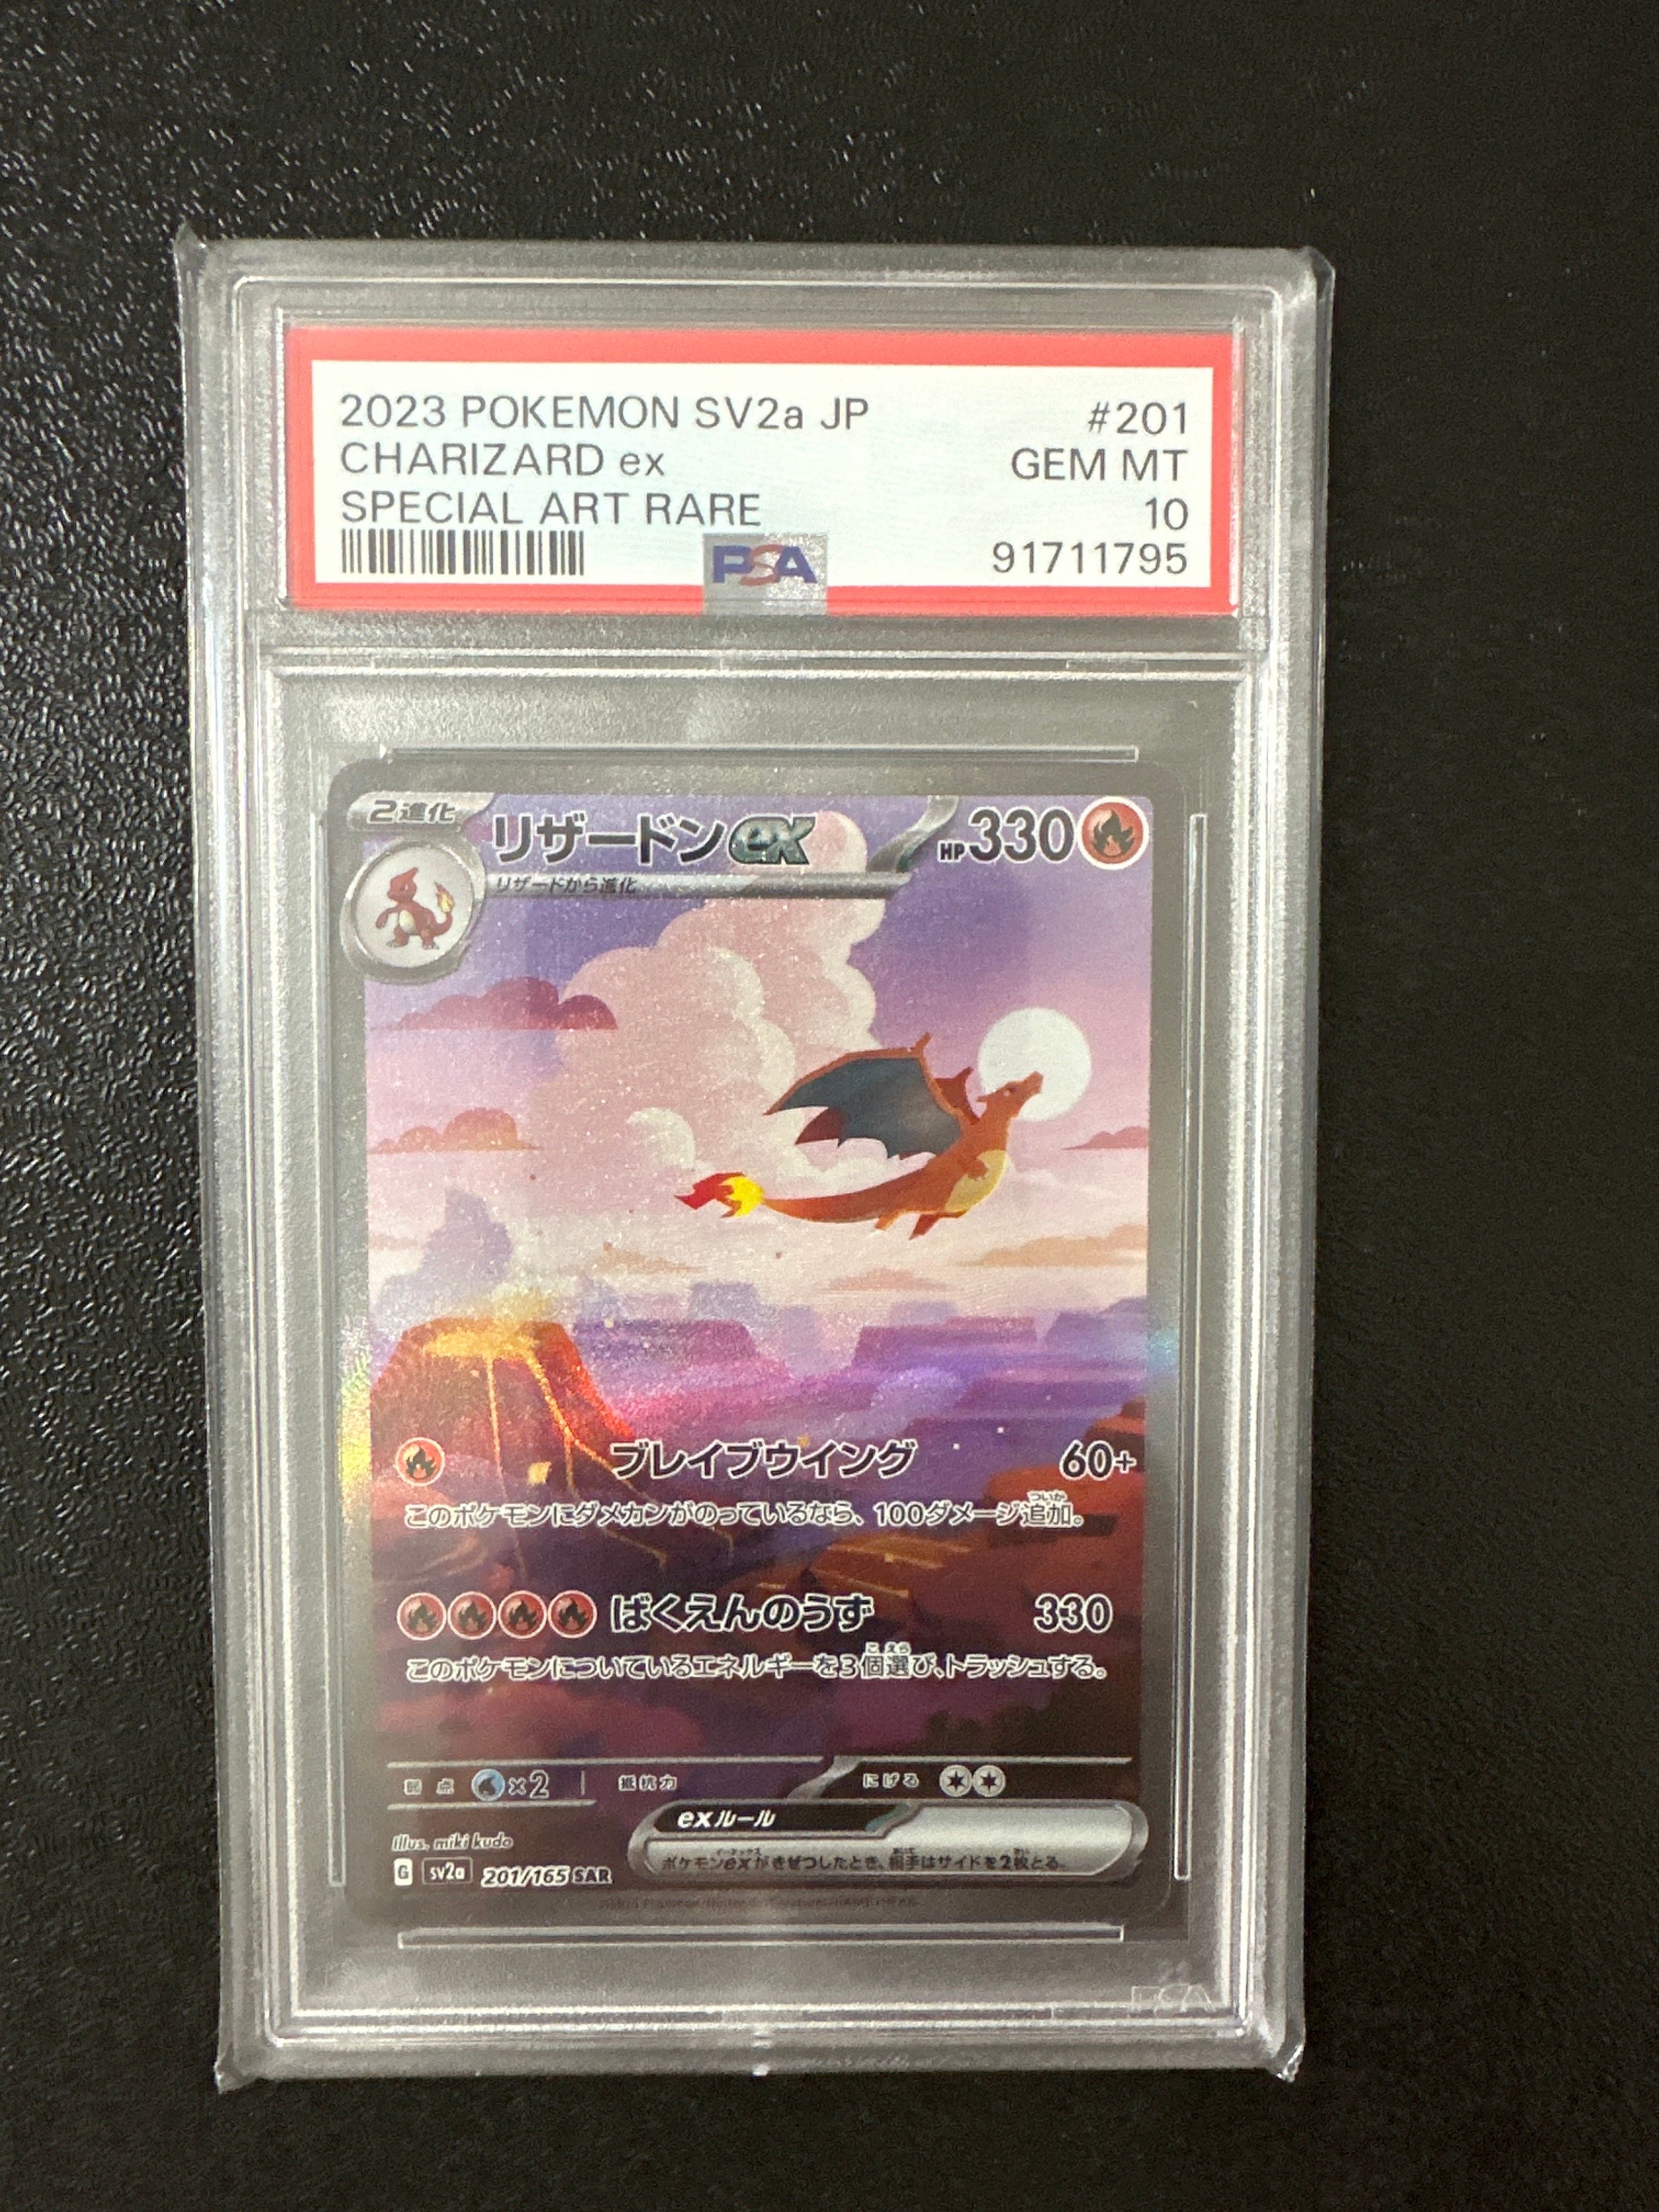 2023 POKEMON SV2a JP #201
CHARIZARD ex GEM MT
SPECIAL ART RARE 10
PSA 91711795
2進化 リザードンex HP330
リザードから進化
ブレイブウイング 60+
このポケモンにダメカンがのっているなら、100ダメージ追加。
ばくえんのうず 330
このポケモンについているエネルギーを3個選び、トラッシュする。
弱点 ×2 抵抗力 にげる
exルール
ポケモンexがきぜつしたとき、相手はサイドを2枚とる。
Illus. miki kudo
G sv2a 201/165 SAR
PSA